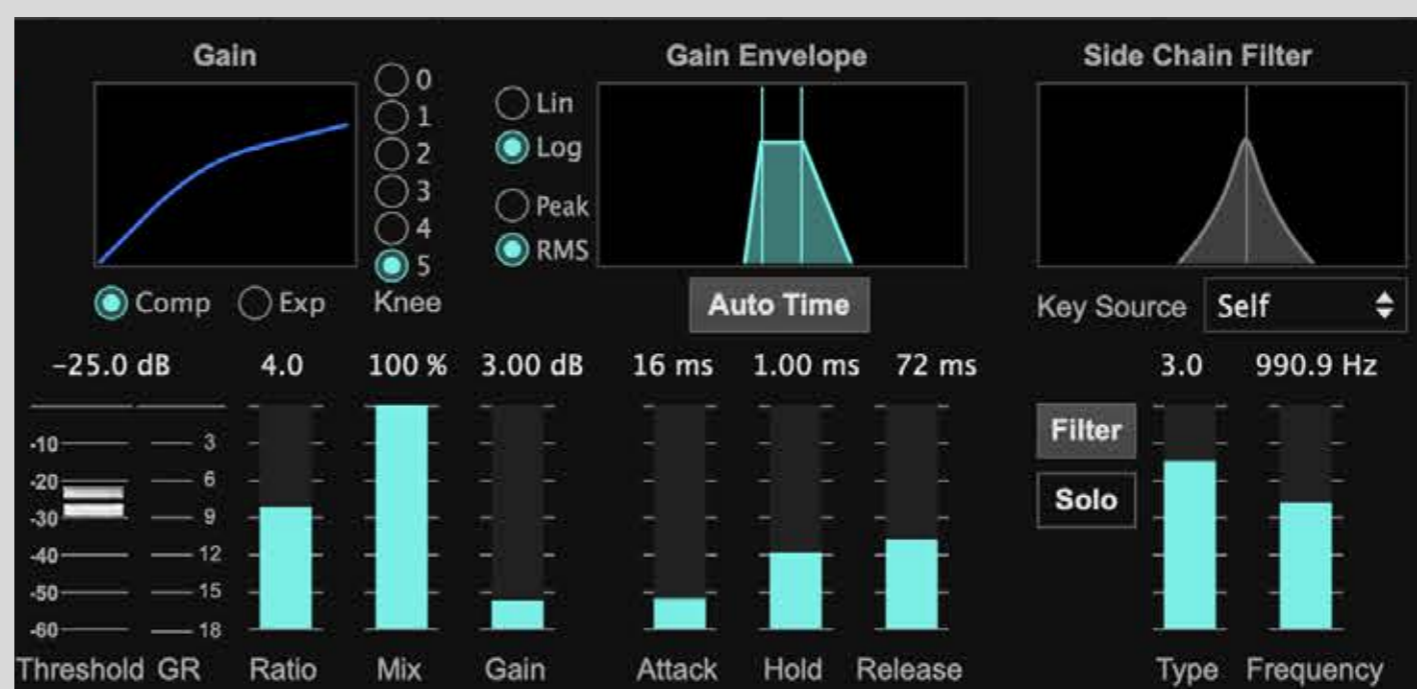 Gain
0
1
2
3
4
5
Knee
Comp Exp
Gain Envelope
Lin
Log
Peak
RMS
Auto Time
Side Chain Filter
Key Source Self
-25.0 dB 4.0 100 % 3.00 dB 16 ms 1.00 ms 72 ms 3.0 990.9 Hz
-10 3
-20 6
-30 9
-40 12
-50 15
-60 18
Filter
Solo
Threshold GR Ratio Mix Gain Attack Hold Release Type Frequency